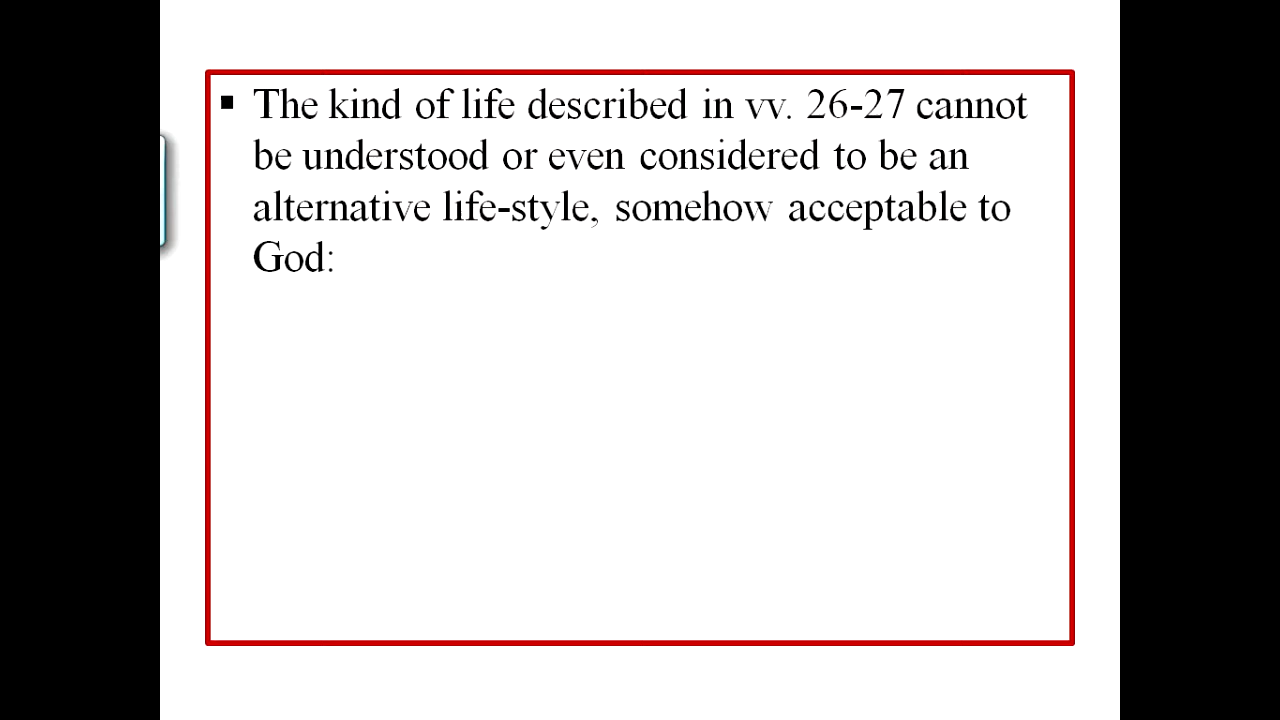 ▪ The kind of life described in vv. 26-27 cannot
be understood or even considered to be an
alternative life-style, somehow acceptable to
God: